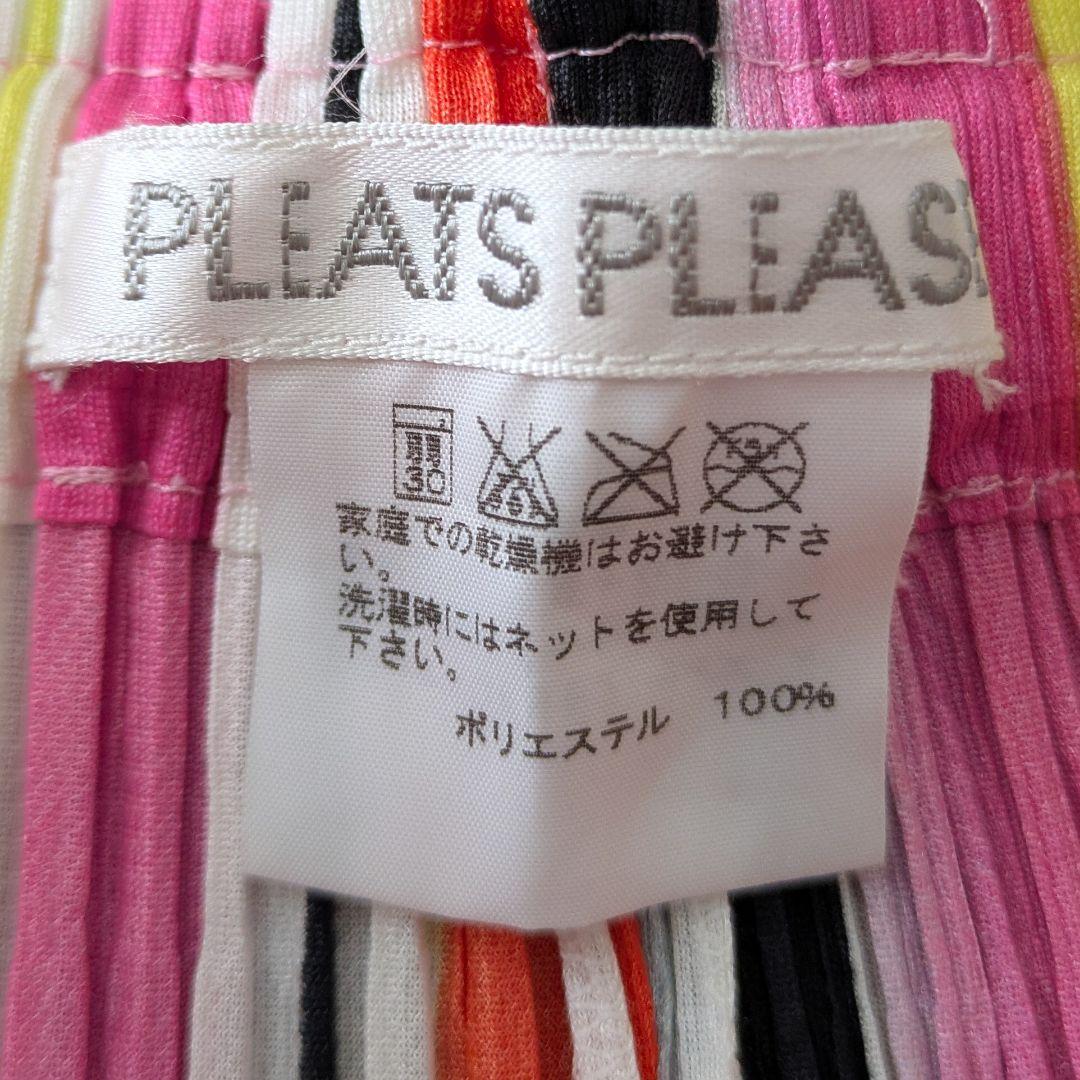 PLEATS PLEAS
家庭での乾燥機はお避け下さ
い。
洗濯時にはネットを使用して
下さい。
ポリエステル 100%